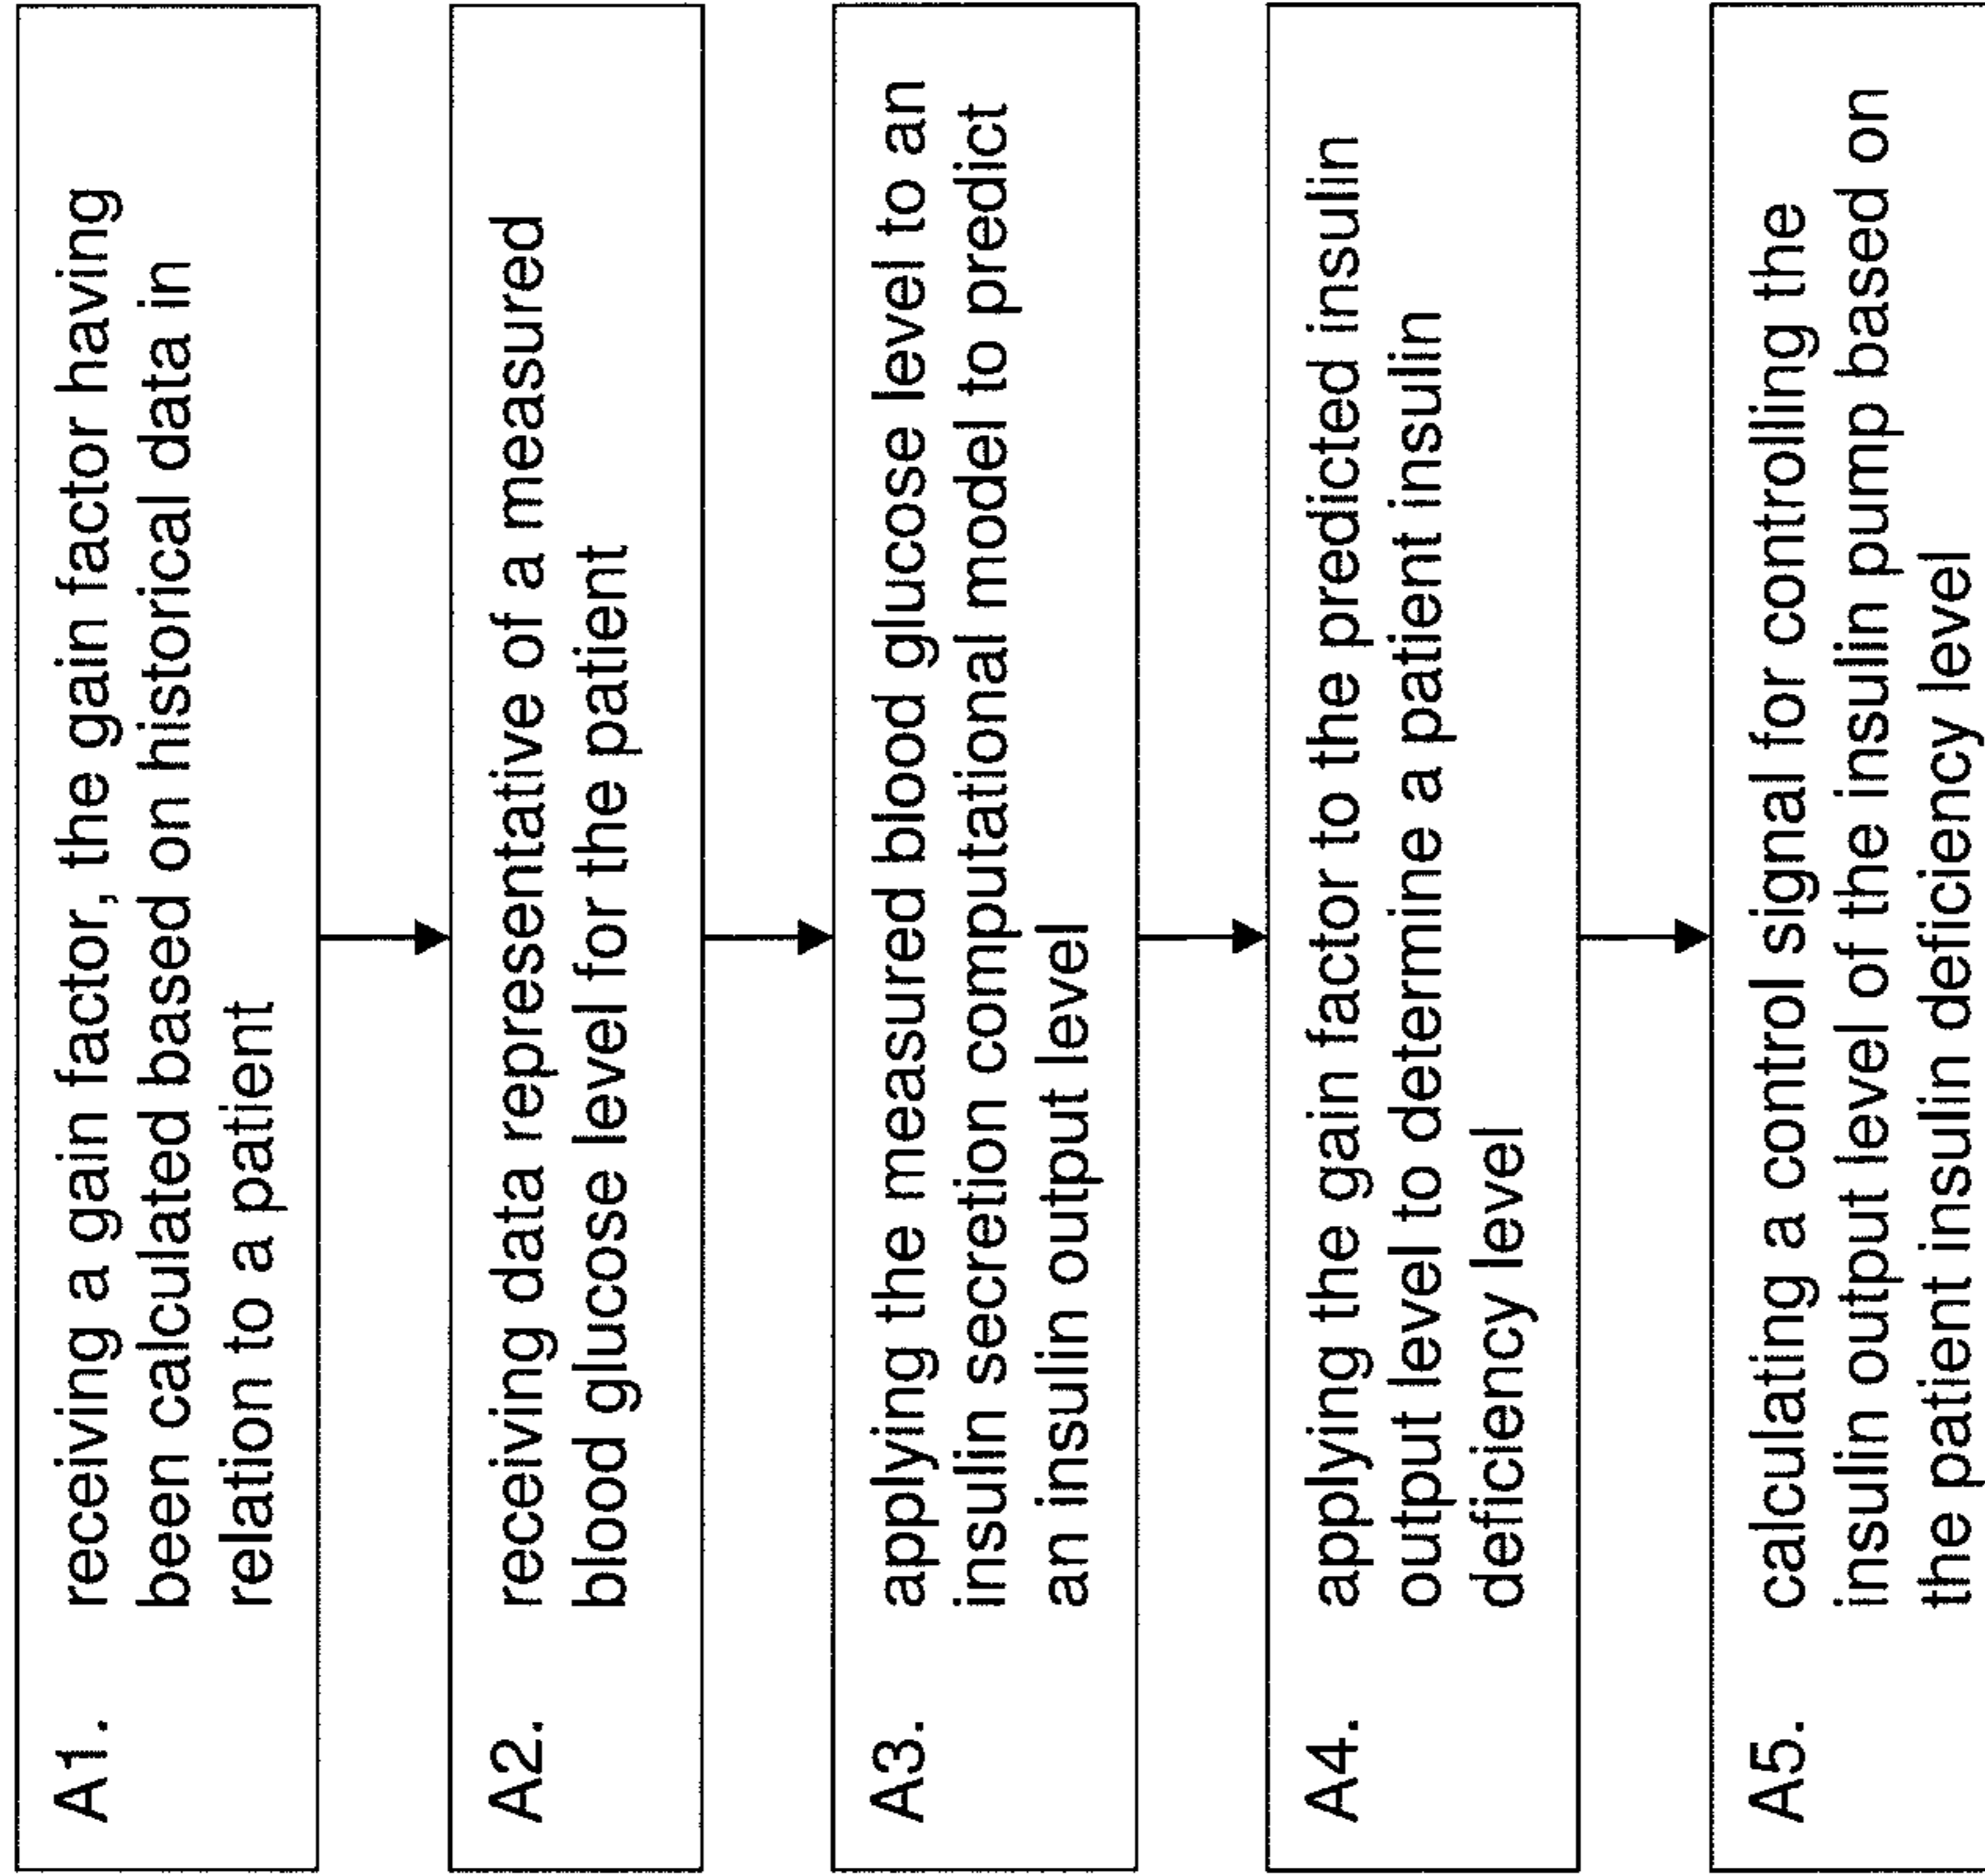 A1. receiving a gain factor, the gain factor having
been calculated based on historical data in
relation to a patient
A2. receiving data representative of a measured
blood glucose level for the patient
A3. applying the measured blood glucose level to an
insulin secretion computational model to predict
an insulin output level
A4. applying the gain factor to the predicted insulin
output level to determine a patient insulin
deficiency level
A5. calculating a control signal for controlling the
insulin output level of the insulin pump based on
the patient insulin deficiency level